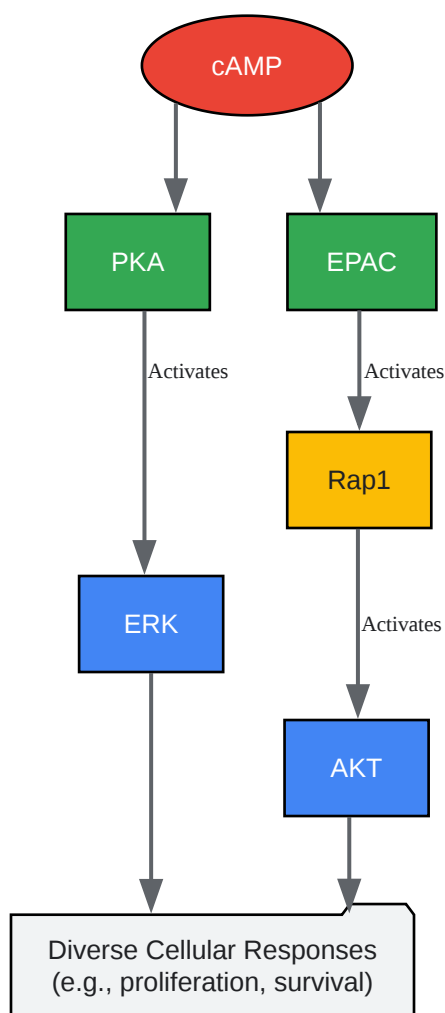 cAMP
PKA
EPAC
Activates
Activates
Rap1
ERK
Activates
AKT
Diverse Cellular Responses
(e.g., proliferation, survival)